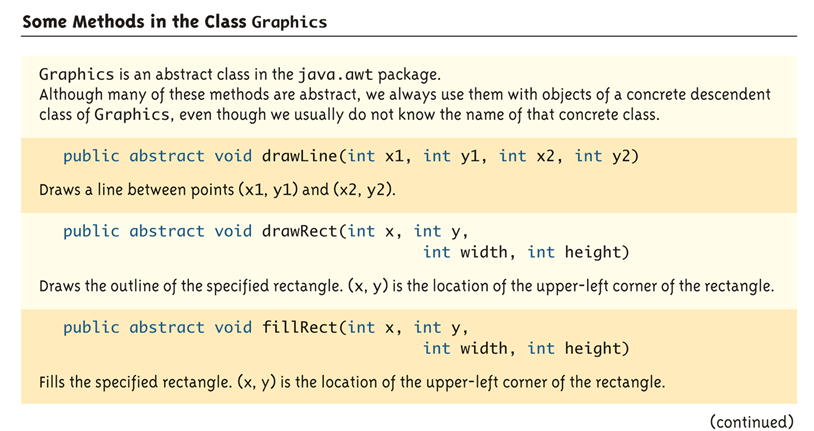 Some Methods in the Class Graphics
Graphics is an abstract class in the java.awt package.
Although many of these methods are abstract, we always use them with objects of a concrete descendent
class of Graphics, even though we usually do not know the name of that concrete class.
public abstract void drawLine(int x1, int y1, int x2, int y2)
Draws a line between points (x1, y1) and (x2, y2).
public abstract void drawRect(int x, int y,
int width, int height)
Draws the outline of the specified rectangle. (x, y) is the location of the upper-left corner of the rectangle.
public abstract void fillRect(int x, int y,
int width, int height)
Fills the specified rectangle. (x, y) is the location of the upper-left corner of the rectangle.
(continued)